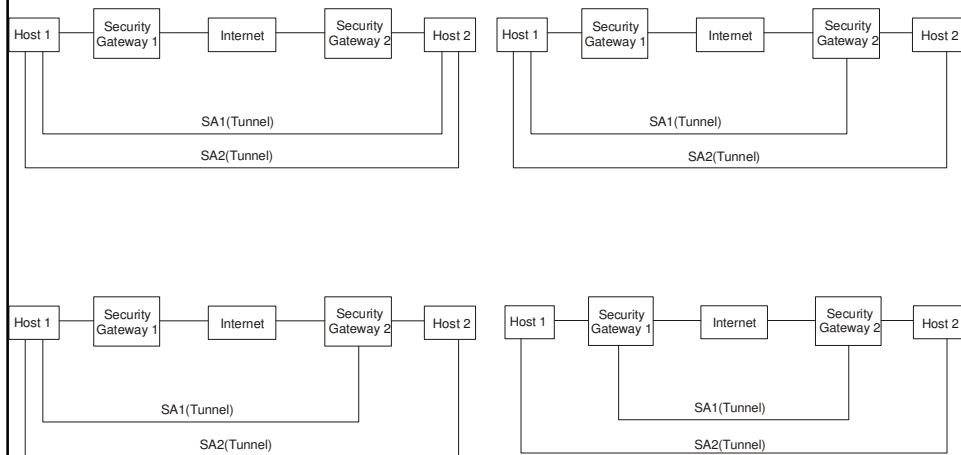 Host 1
Security
Gateway 1
Internet
Security
Gateway 2
Host 2
SA1(Tunnel)
SA2(Tunnel)
Host 1
Security
Gateway 1
Internet
Security
Gateway 2
Host 2
SA1(Tunnel)
SA2(Tunnel)
Host 1
Security
Gateway 1
Internet
Security
Gateway 2
Host 2
SA1(Tunnel)
SA2(Tunnel)
Host 1
Security
Gateway 1
Internet
Security
Gateway 2
Host 2
SA1(Tunnel)
SA2(Tunnel)